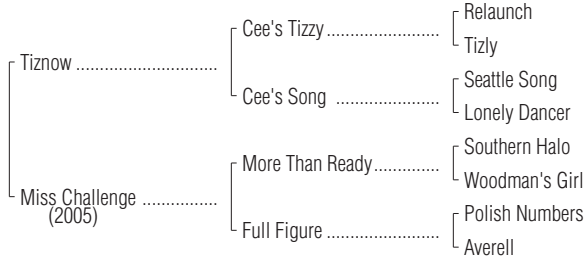 Relaunch
Cee's Tizzy ........................
Tizly
Tiznow ..............................
Seattle Song
Cee's Song ......................
Lonely Dancer
Southern Halo
More Than Ready..............
Woodman's Girl
Miss Challenge ................
(2005)
Polish Numbers
Full Figure ........................
Averell